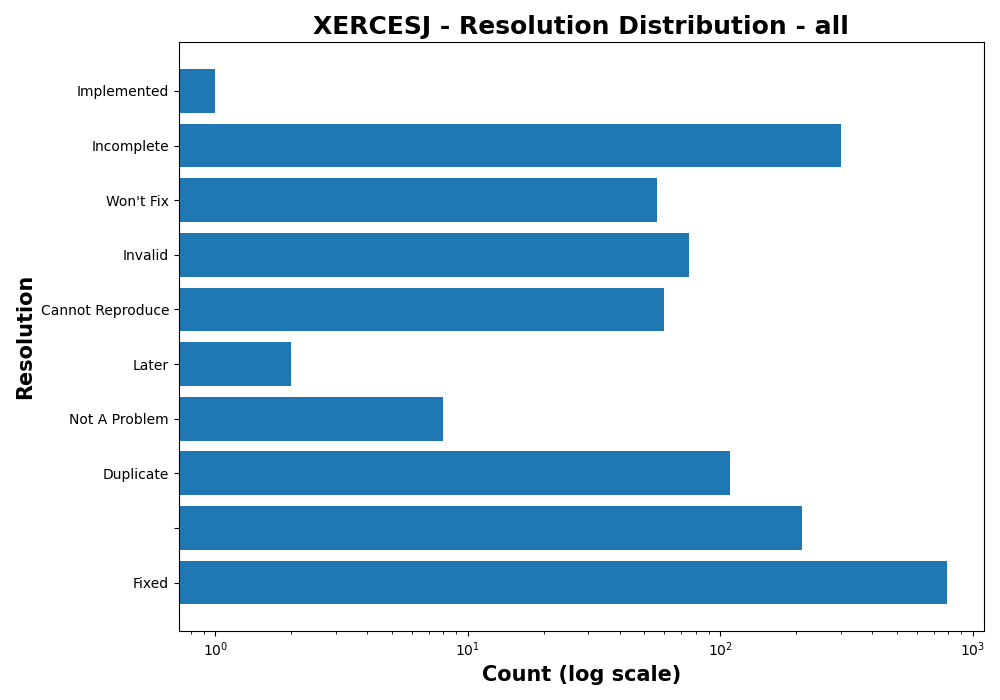 XERCESJ - Resolution Distribution - all
Resolution
Implemented
Incomplete
Won't Fix
Invalid
Cannot Reproduce
Later
Not A Problem
Duplicate
Fixed
10⁰ 10¹ 10² 10³
Count (log scale)